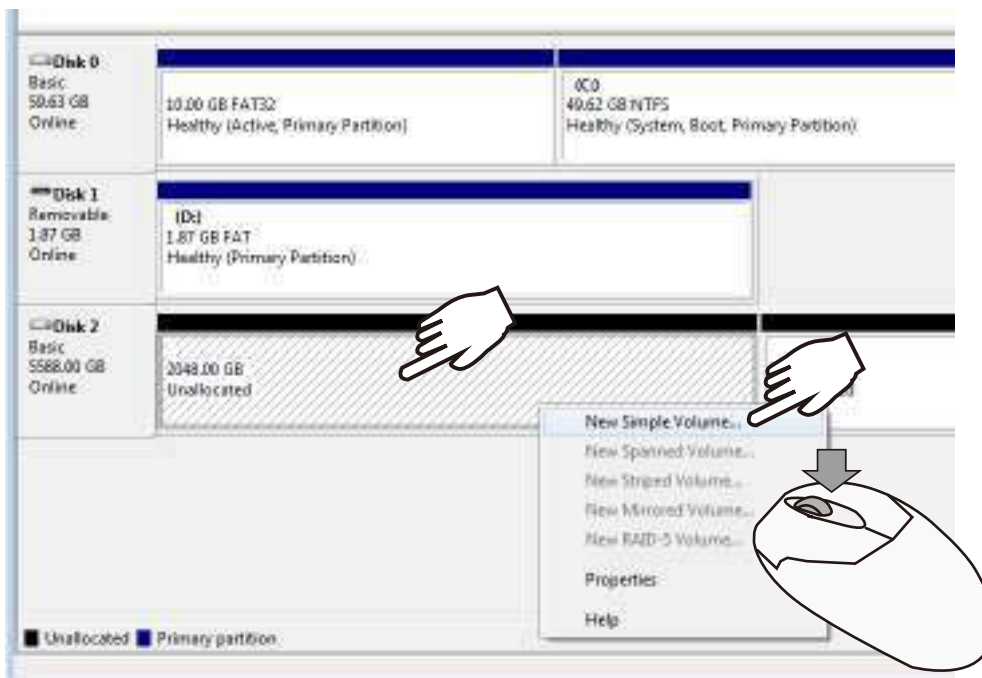 Disk 0
Basic
59.63 GB
Online
10.00 GB FAT32
Healthy (Active, Primary Partition)
(C:)
49.62 GB NTFS
Healthy (System, Boot, Primary Partition)
Disk 1
Removable
1.87 GB
Online
(D:)
1.87 GB FAT
Healthy (Primary Partition)
Disk 2
Basic
5588.00 GB
Online
2048.00 GB
Unallocated
New Simple Volume...
New Spanned Volume...
New Striped Volume...
New Mirrored Volume...
New RAID-5 Volume...
Properties
Help
Unallocated Primary partition